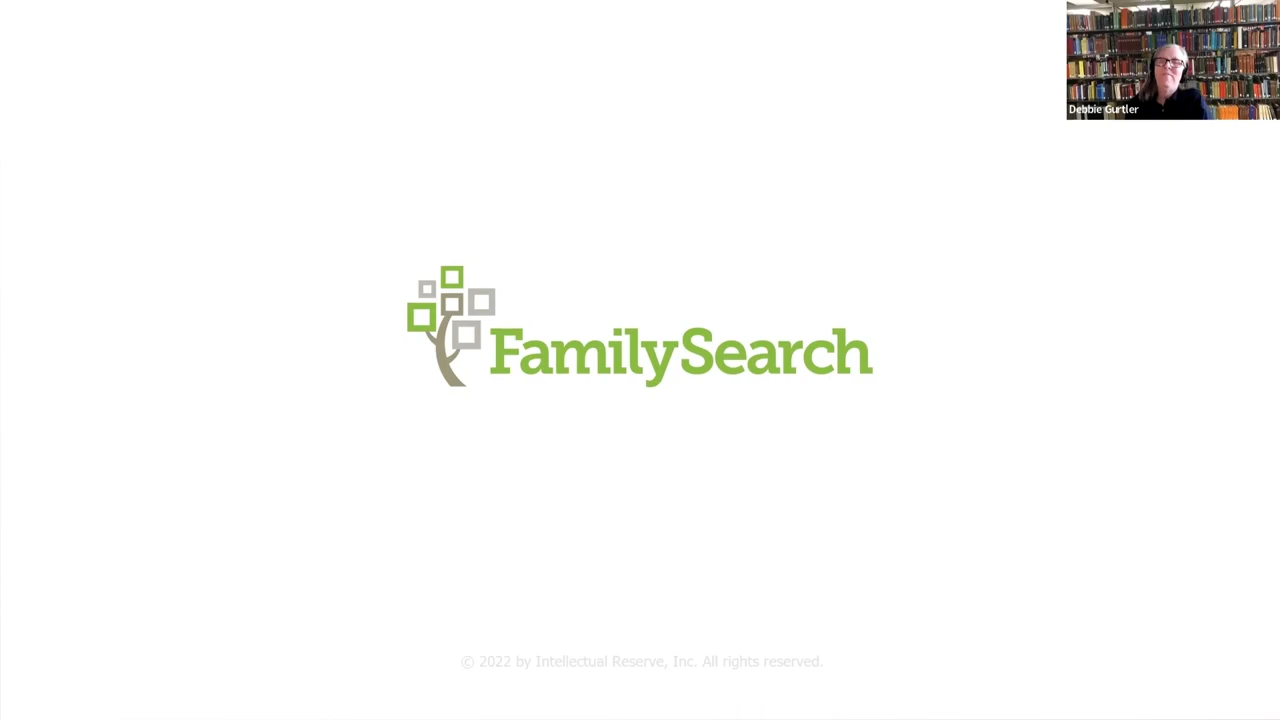 Debbie Gurtler
FamilySearch
© 2022 by Intellectual Reserve, Inc. All rights reserved.